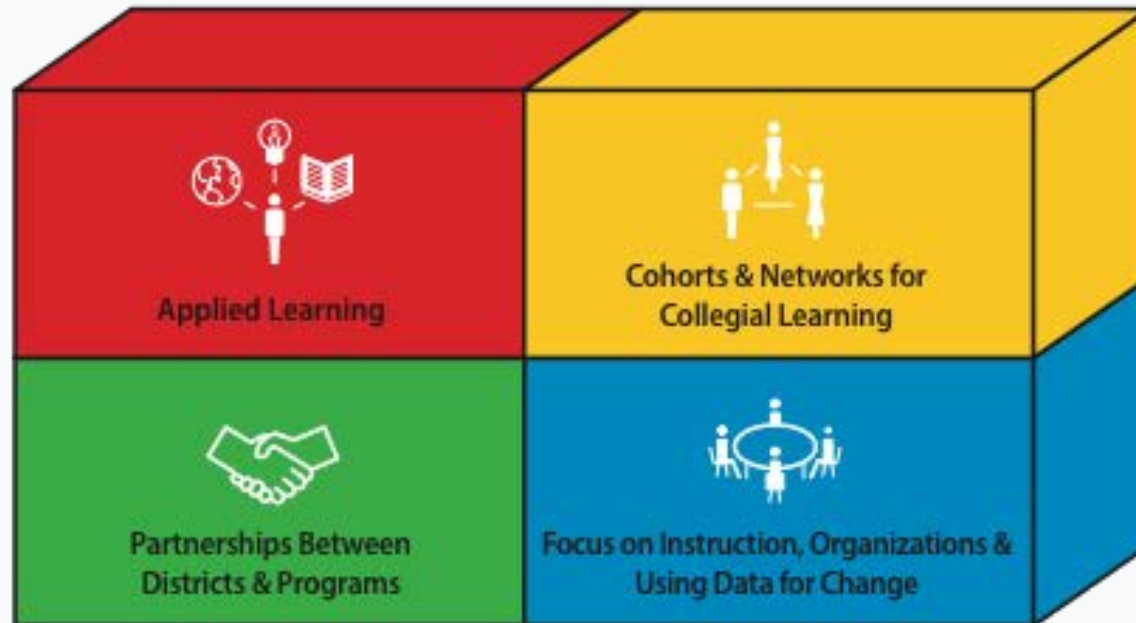 Applied Learning
Cohorts & Networks for
Collegial Learning
Partnerships Between
Districts & Programs
Focus on Instruction, Organizations &
Using Data for Change